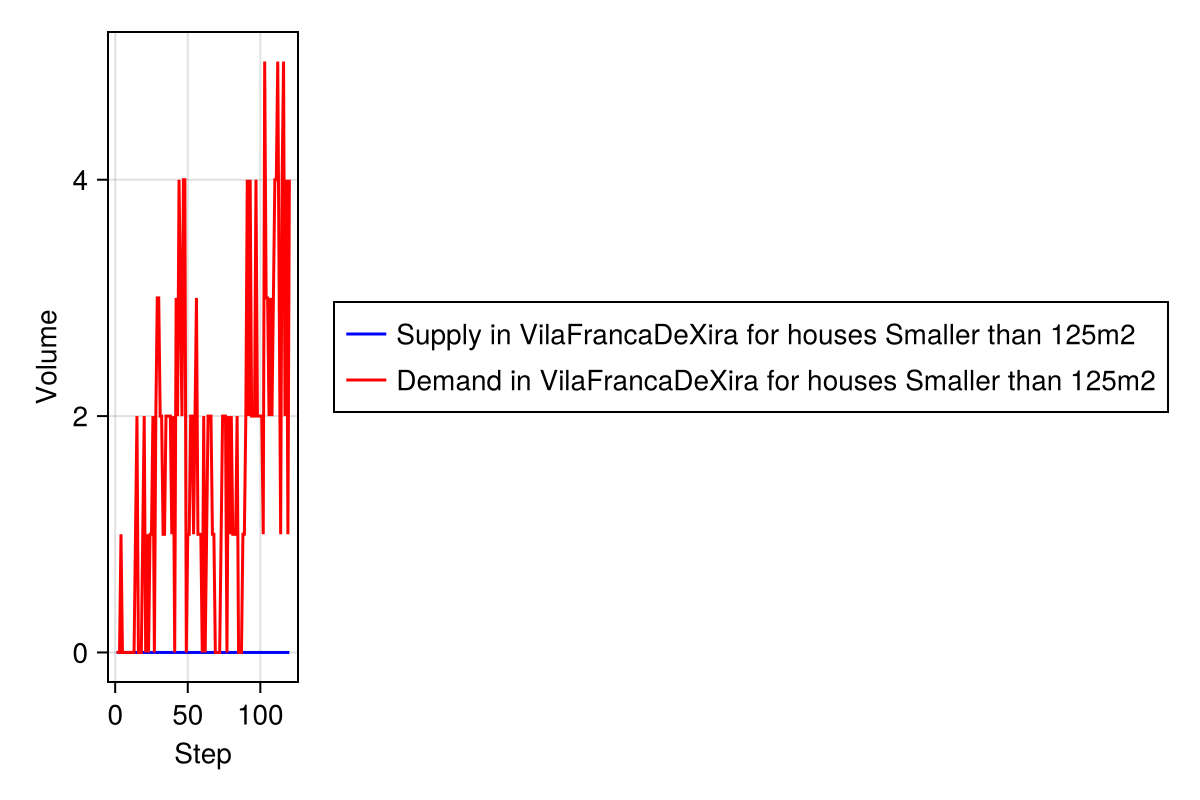 Volume
4
2
0
0 50 100
Step
Supply in VilaFrancaDeXira for houses Smaller than 125m2
Demand in VilaFrancaDeXira for houses Smaller than 125m2